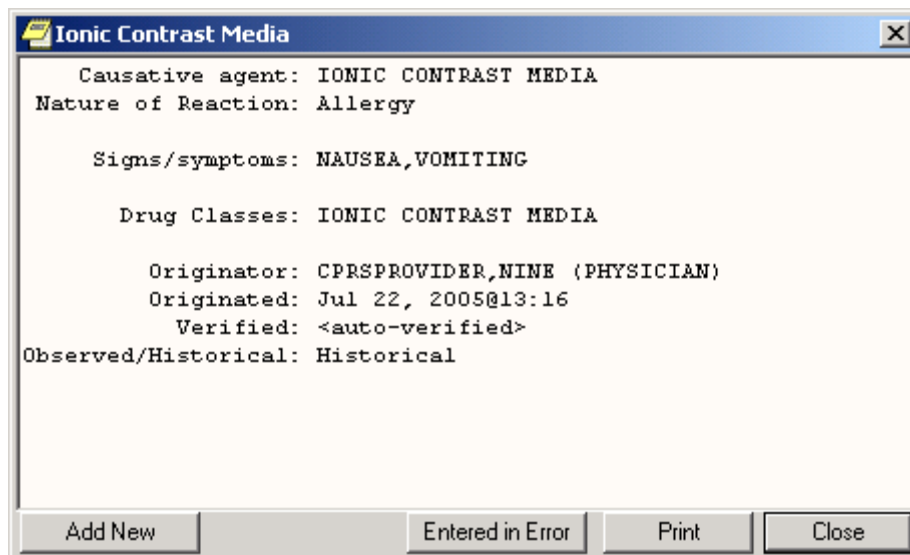 Ionic Contrast Media
Causative agent: IONIC CONTRAST MEDIA
Nature of Reaction: Allergy
Signs/symptoms: NAUSEA,VOMITING
Drug Classes: IONIC CONTRAST MEDIA
Originator: CPRSPROVIDER,NINE (PHYSICIAN)
Originated: Jul 22, 2005@13:16
Verified: <auto-verified>
Observed/Historical: Historical
Add New Entered in Error Print Close